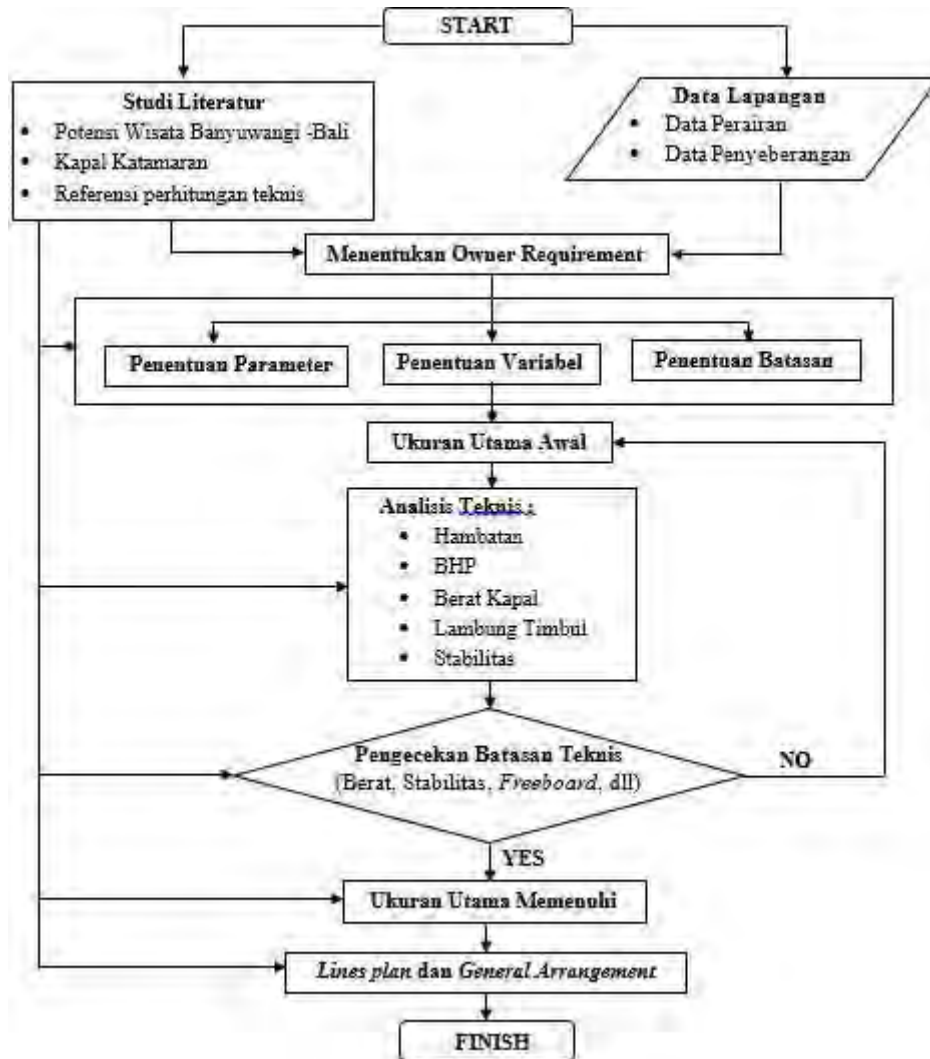 START
Studi Literatur
• Potensi Wisata Banyuwangi -Bali
• Kapal Katamaran
• Referensi perhitungan teknis
Data Lapangan
• Data Perairan
• Data Penyeberangan
Menentukan Owner Requirement
Penentuan Parameter
Penentuan Variabel
Penentuan Batasan
Ukuran Utama Awal
Analisis Teknis :
• Hambatan
• BHP
• Berat Kapal
• Lambung Timbul
• Stabilitas
Pengecekan Batasan Teknis
(Berat, Stabilitas, Freeboard, dll)
NO
YES
Ukuran Utama Memenuhi
Lines plan dan General Arrangement
FINISH